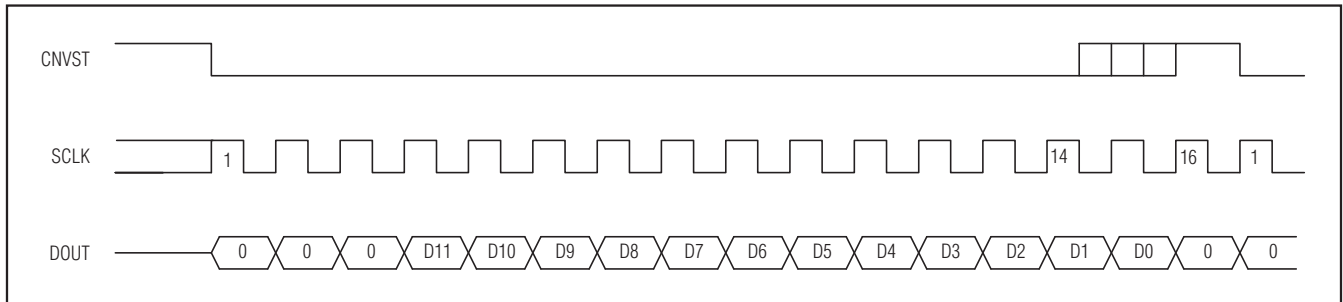 CNVST
SCLK 1 14 16 1
DOUT 0 0 0 D11 D10 D9 D8 D7 D6 D5 D4 D3 D2 D1 D0 0 0